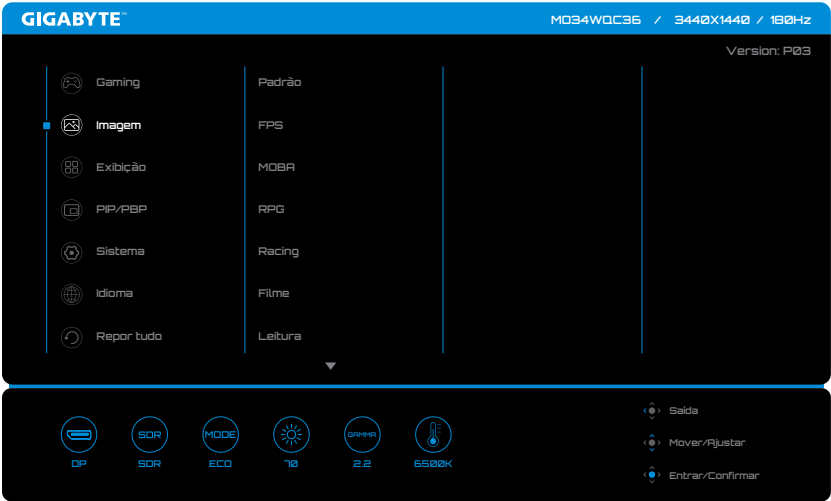 GIGABYTE™
MO34WQC36 / 3440X1440 / 180Hz
Version: P03
Gaming
Imagem
Exibição
PIP/PBP
Sistema
Idioma
Repor tudo
Padrão
FPS
MOBA
RPG
Racing
Filme
Leitura
SDR
MODE
GAMMA
DP
SDR
ECO
70
2.2
6500K
Saída
Mover/Ajustar
Entrar/Confirmar